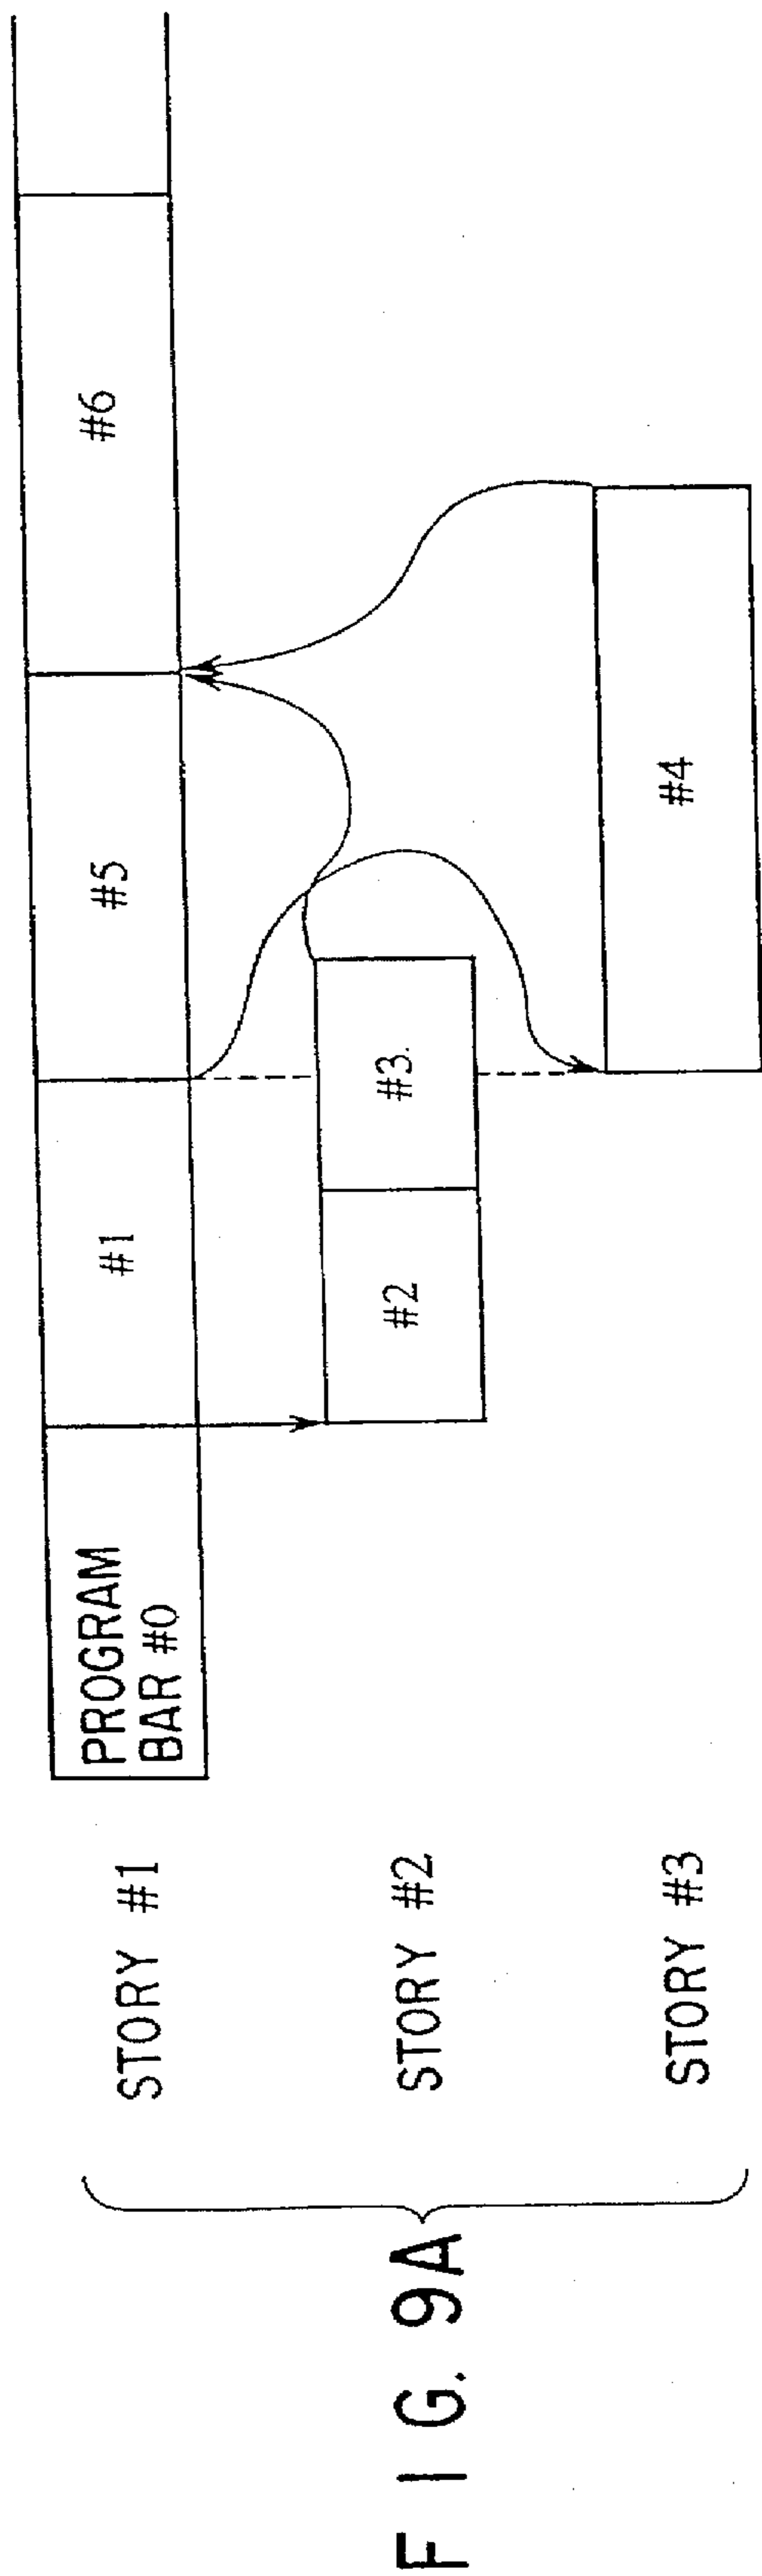 STORY #1
PROGRAM
BAR #0
#1
#5
#6
STORY #2
#2
#3
STORY #3
#4
FIG. 9A